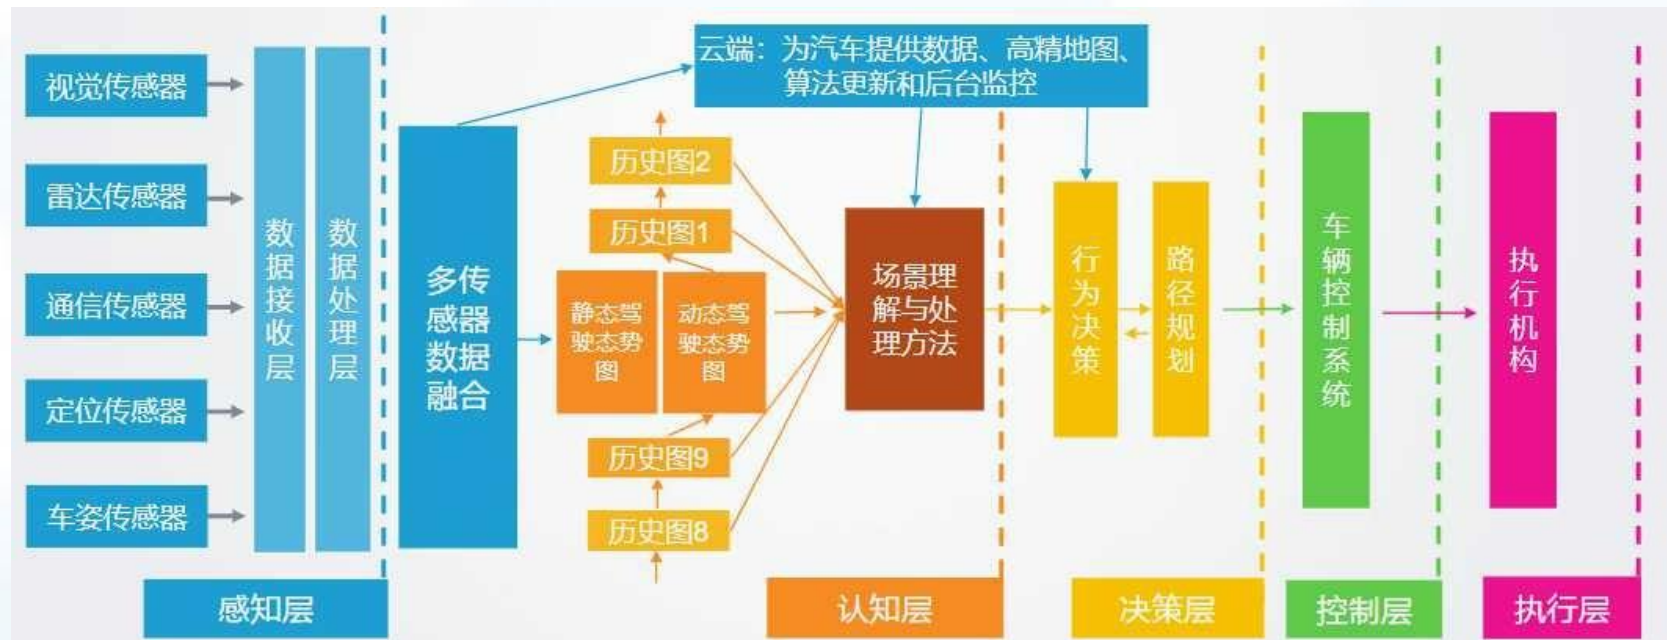 视觉传感器
雷达传感器
通信传感器
定位传感器
车姿传感器
数据接收层
数据处理层
感知层
多传
感器
数据
融合
云端：为汽车提供数据、高精地图、
算法更新和后台监控
历史图2
历史图1
静态驾
驶态势
图
动态驾
驶态势
图
历史图9
历史图8
场景理
解与处
理方法
认知层
行为决策
路径规划
决策层
车辆控制系统
控制层
执行机构
执行层